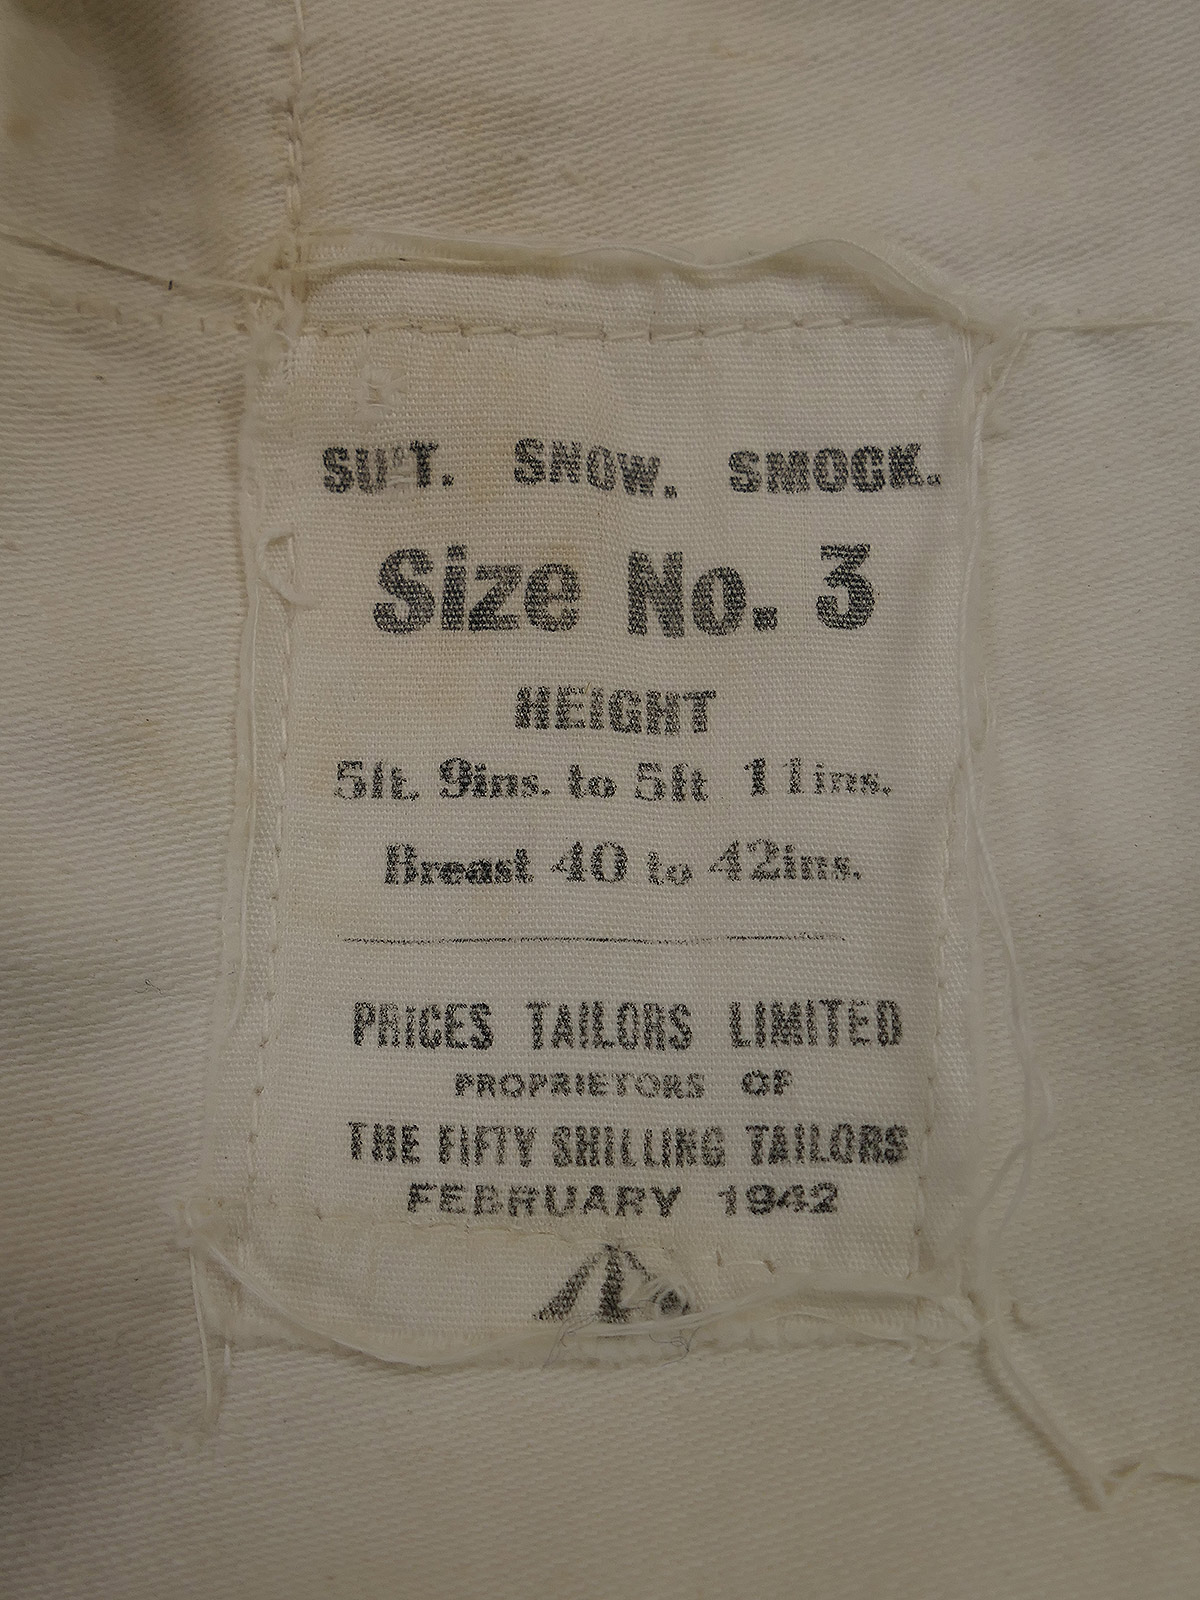 SUIT. SNOW. SMOCK.
Size No. 3
HEIGHT
5ft. 9ins. to 5ft 11ins.
Breast 40 to 42ins.
PRICES TAILORS LIMITED
PROPRIETORS OF
THE FIFTY SHILLING TAILORS
FEBRUARY 1942